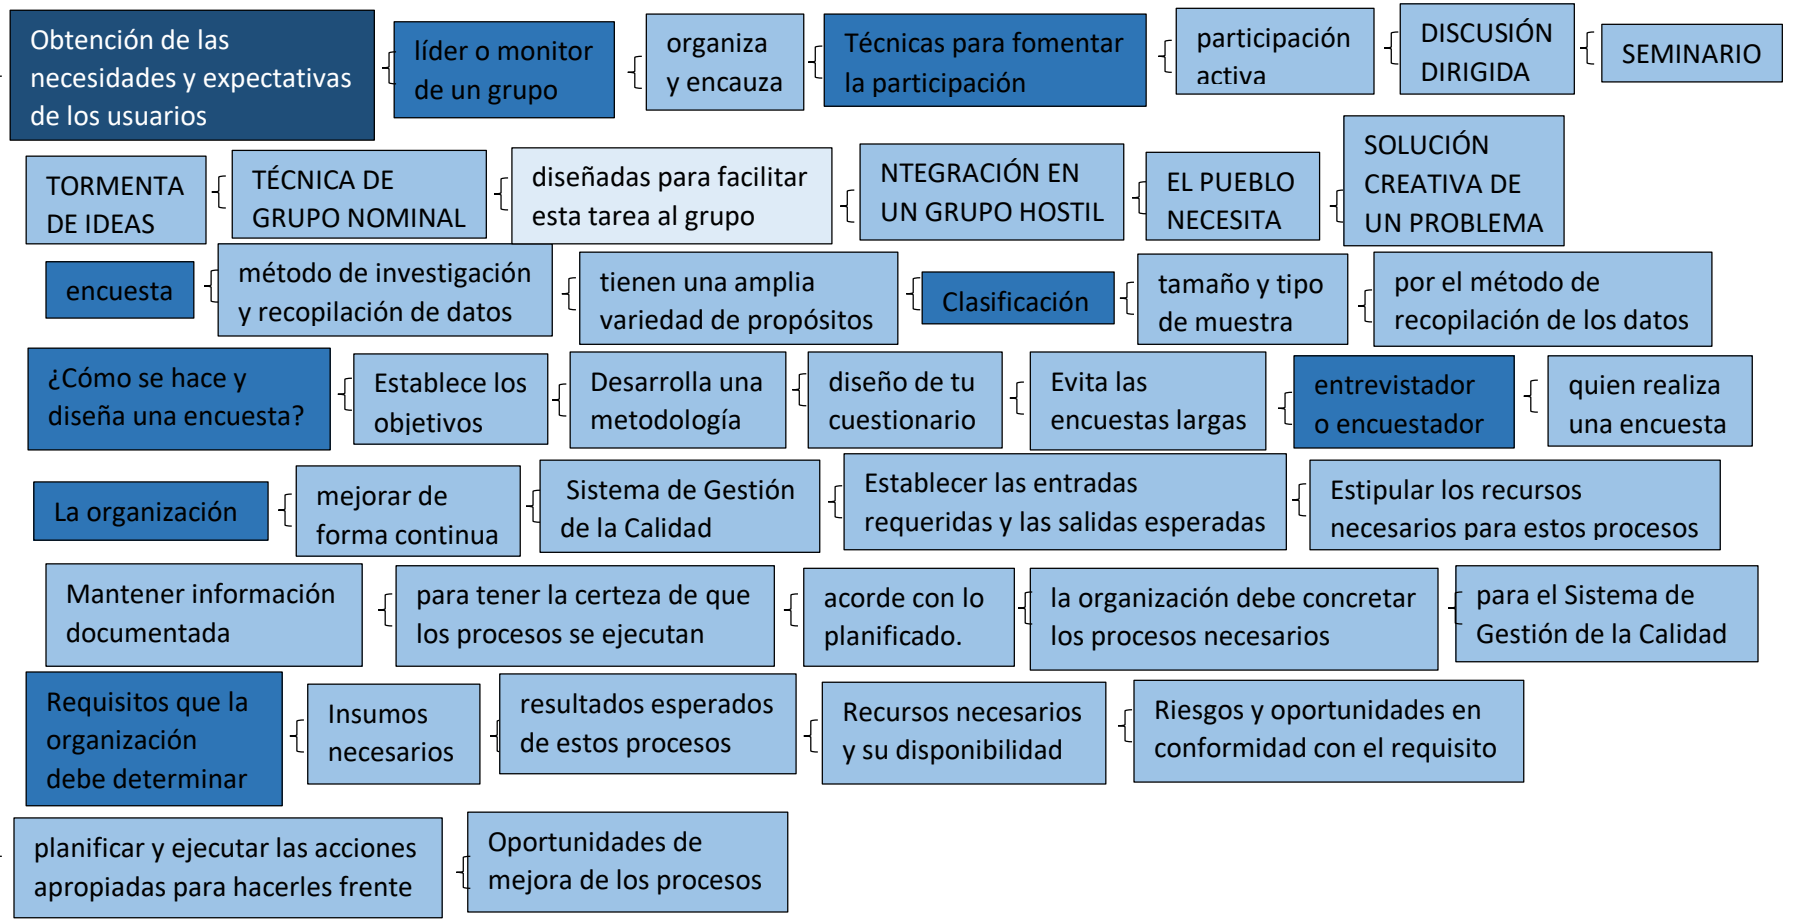 Obtención de las
necesidades y expectativas
de los usuarios
líder o monitor
de un grupo
organiza
y encauza
Técnicas para fomentar
la participación
participación
activa
DISCUSIÓN
DIRIGIDA
SEMINARIO
TORMENTA
DE IDEAS
TÉCNICA DE
GRUPO NOMINAL
diseñadas para facilitar
esta tarea al grupo
NTEGRACIÓN EN
UN GRUPO HOSTIL
EL PUEBLO
NECESITA
SOLUCIÓN
CREATIVA DE
UN PROBLEMA
encuesta
método de investigación
y recopilación de datos
tienen una amplia
variedad de propósitos
Clasificación
tamaño y tipo
de muestra
por el método de
recopilación de los datos
¿Cómo se hace y
diseña una encuesta?
Establece los
objetivos
Desarrolla una
metodología
diseño de tu
cuestionario
Evita las
encuestas largas
entrevistador
o encuestador
quien realiza
una encuesta
La organización
mejorar de
forma continua
Sistema de Gestión
de la Calidad
Establecer las entradas
requeridas y las salidas esperadas
Estipular los recursos
necesarios para estos procesos
Mantener información
documentada
para tener la certeza de que
los procesos se ejecutan
acorde con lo
planificado.
la organización debe concretar
los procesos necesarios
para el Sistema de
Gestión de la Calidad
Requisitos que la
organización
debe determinar
Insumos
necesarios
resultados esperados
de estos procesos
Recursos necesarios
y su disponibilidad
Riesgos y oportunidades en
conformidad con el requisito
planificar y ejecutar las acciones
apropiadas para hacerles frente
Oportunidades de
mejora de los procesos